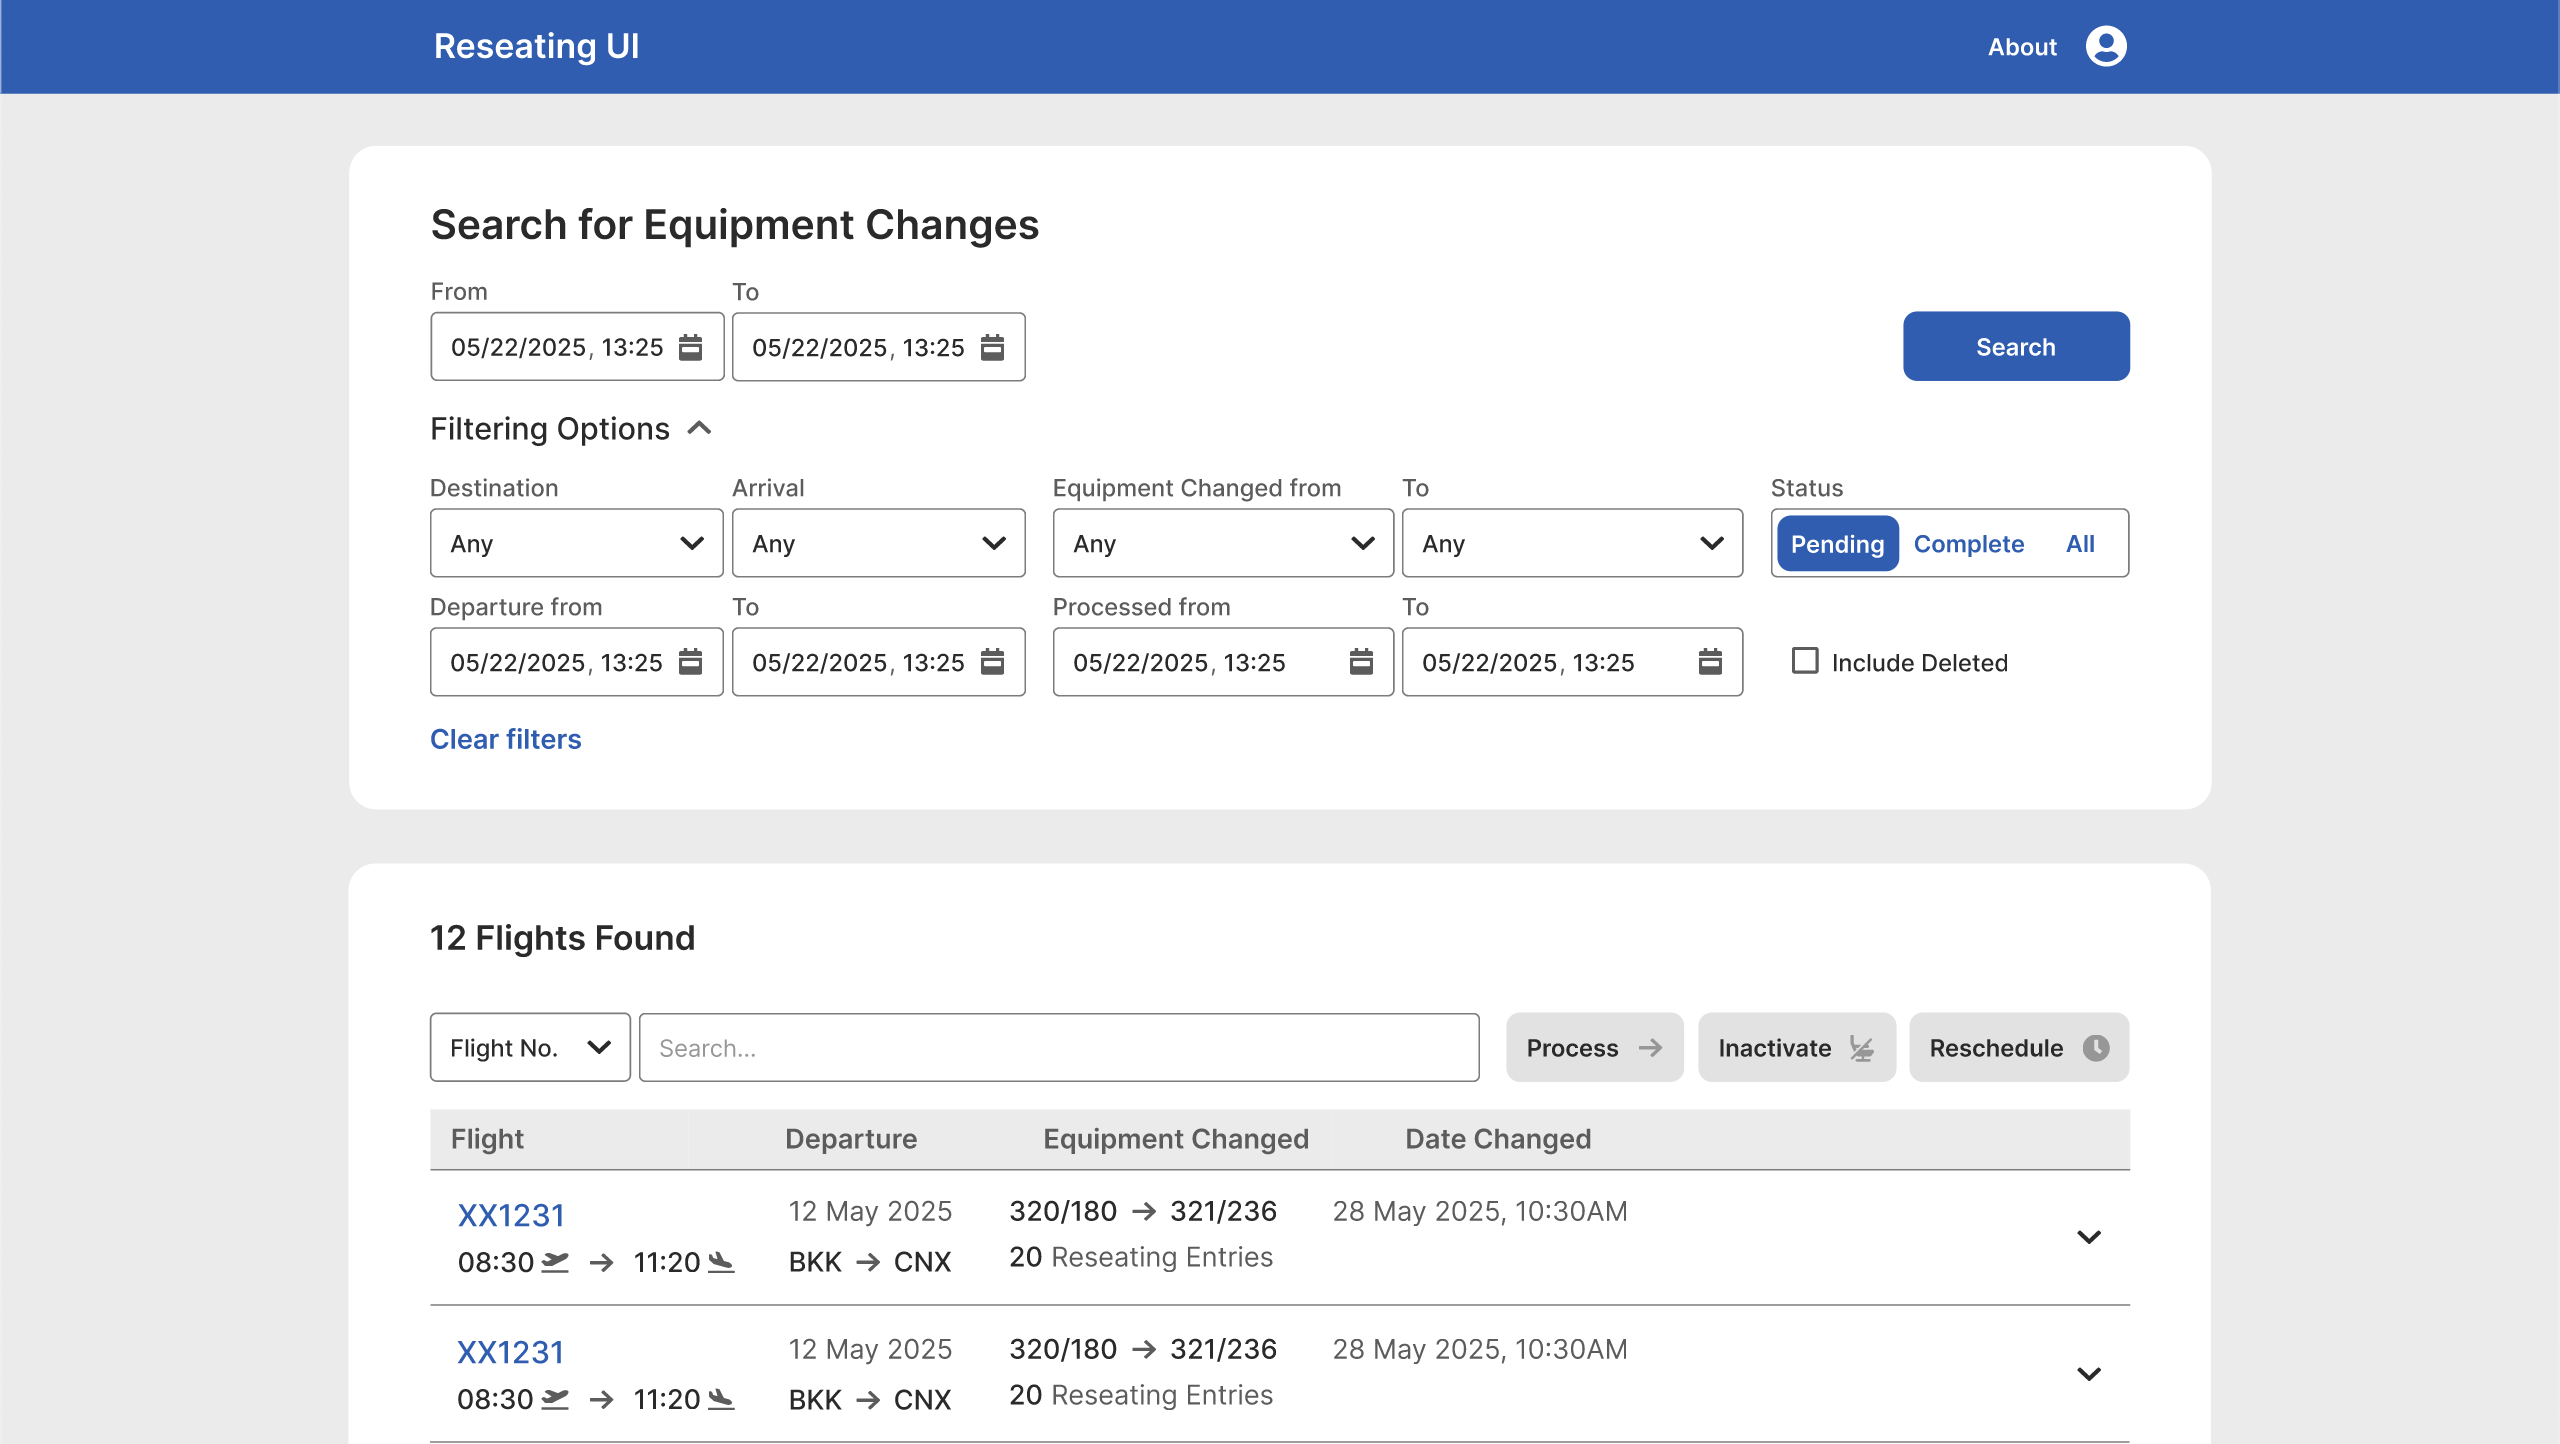 Reseating UI About
Search for Equipment Changes
From To
05/22/2025, 13:25 05/22/2025, 13:25 Search
Filtering Options
Destination Arrival Equipment Changed from To Status
Any Any Any Any Pending Complete All
Departure from To Processed from To
05/22/2025, 13:25 05/22/2025, 13:25 05/22/2025, 13:25 05/22/2025, 13:25 Include Deleted
Clear filters
12 Flights Found
Flight No. Search... Process → Inactivate Reschedule
Flight Departure Equipment Changed Date Changed
XX1231 12 May 2025 320/180 → 321/236 28 May 2025, 10:30AM
08:30 → 11:20 BKK → CNX 20 Reseating Entries
XX1231 12 May 2025 320/180 → 321/236 28 May 2025, 10:30AM
08:30 → 11:20 BKK → CNX 20 Reseating Entries